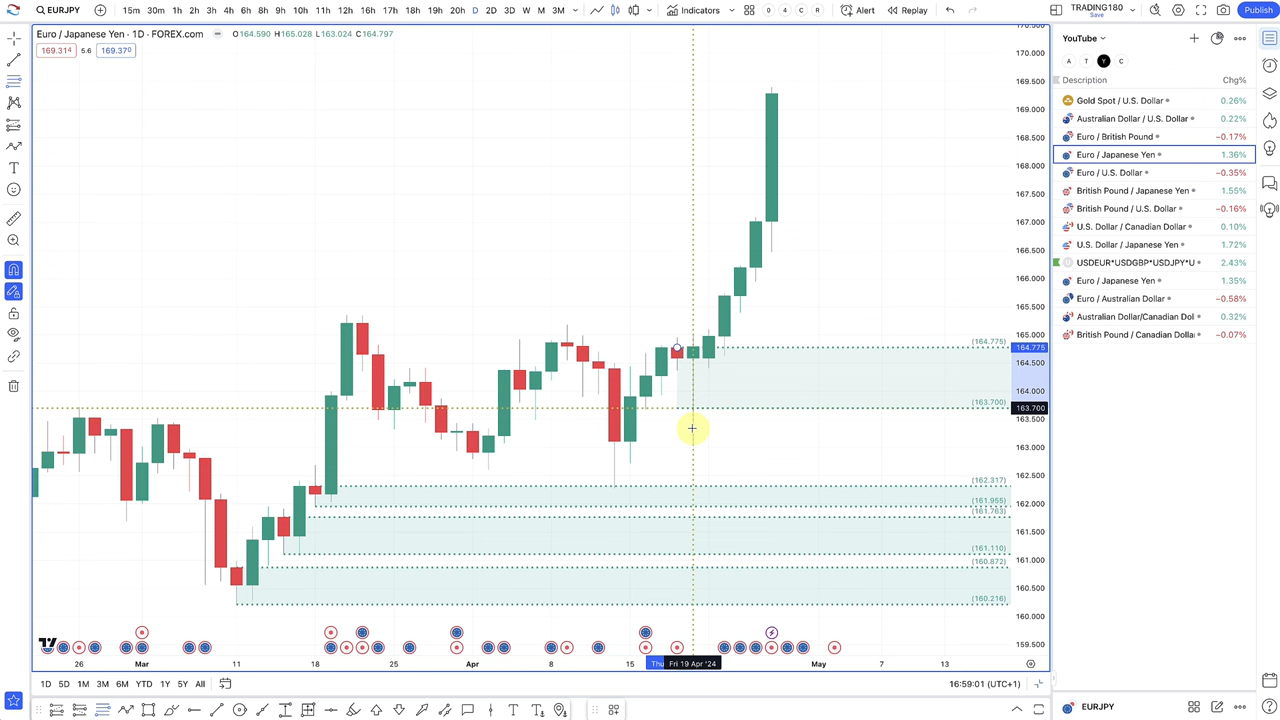 EURJPY 15m 30m 1h 2h 3h 4h 6h 8h 9h 10h 11h 12h 16h 17h 18h 19h 20h D 2D 3D W M 3M Indicators 0 4 C R Alert Replay TRADING180 Save Publish
Euro / Japanese Yen · 1D · FOREX.com O164.590 H165.028 L163.024 C164.797
169.314 5.6 169.370
170.500
170.000
169.500
169.000
168.500
168.000
167.500
167.000
166.500
166.000
165.500
165.000
(164.775) 164.775
164.500
164.000
(163.700) 163.700
163.500
163.000
162.500
(162.317)
(161.955) 162.000
(161.763)
161.500
(161.110) 161.000
(160.872)
160.500
(160.216)
160.000
159.500
26 Mar 11 18 25 Apr 8 15 Thu Fri 19 Apr '24 May 7 13
1D 5D 1M 3M 6M YTD 1Y 5Y All 16:59:01 (UTC+1)
YouTube
A T Y C
Description Chg%
Gold Spot / U.S. Dollar 0.26%
Australian Dollar / U.S. Dollar 0.22%
Euro / British Pound −0.17%
Euro / Japanese Yen 1.36%
Euro / U.S. Dollar −0.35%
British Pound / Japanese Yen 1.55%
British Pound / U.S. Dollar −0.16%
U.S. Dollar / Canadian Dollar 0.10%
U.S. Dollar / Japanese Yen 1.72%
U USDEUR*USDGBP*USDJPY*U 2.43%
Euro / Japanese Yen 1.35%
Euro / Australian Dollar −0.58%
Australian Dollar/Canadian Dol 0.32%
British Pound / Canadian Dolla −0.07%
EURJPY